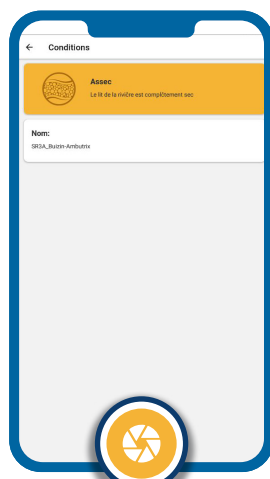 Conditions
Assec
Le lit de la rivière est complètement sec
Nom:
SR3A_Buizin-Ambutrix